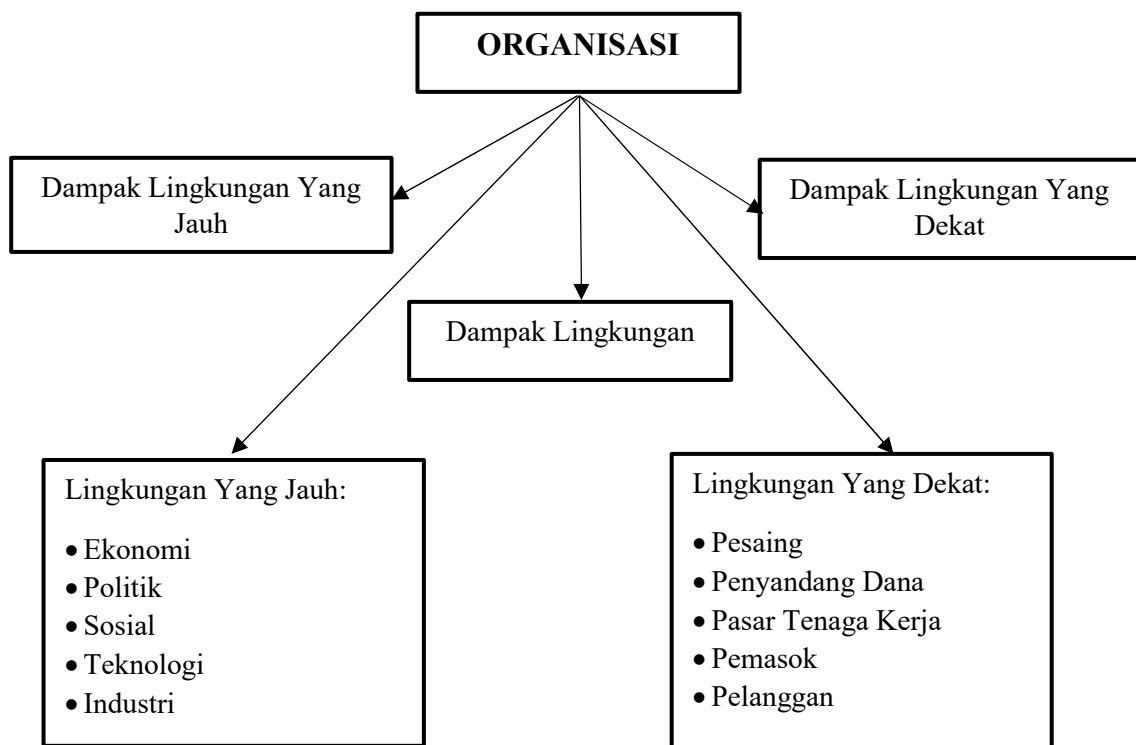 ORGANISASI
Dampak Lingkungan Yang
Jauh
Dampak Lingkungan Yang
Dekat
Dampak Lingkungan
Lingkungan Yang Jauh:
• Ekonomi
• Politik
• Sosial
• Teknologi
• Industri
Lingkungan Yang Dekat:
• Pesaing
• Penyandang Dana
• Pasar Tenaga Kerja
• Pemasok
• Pelanggan